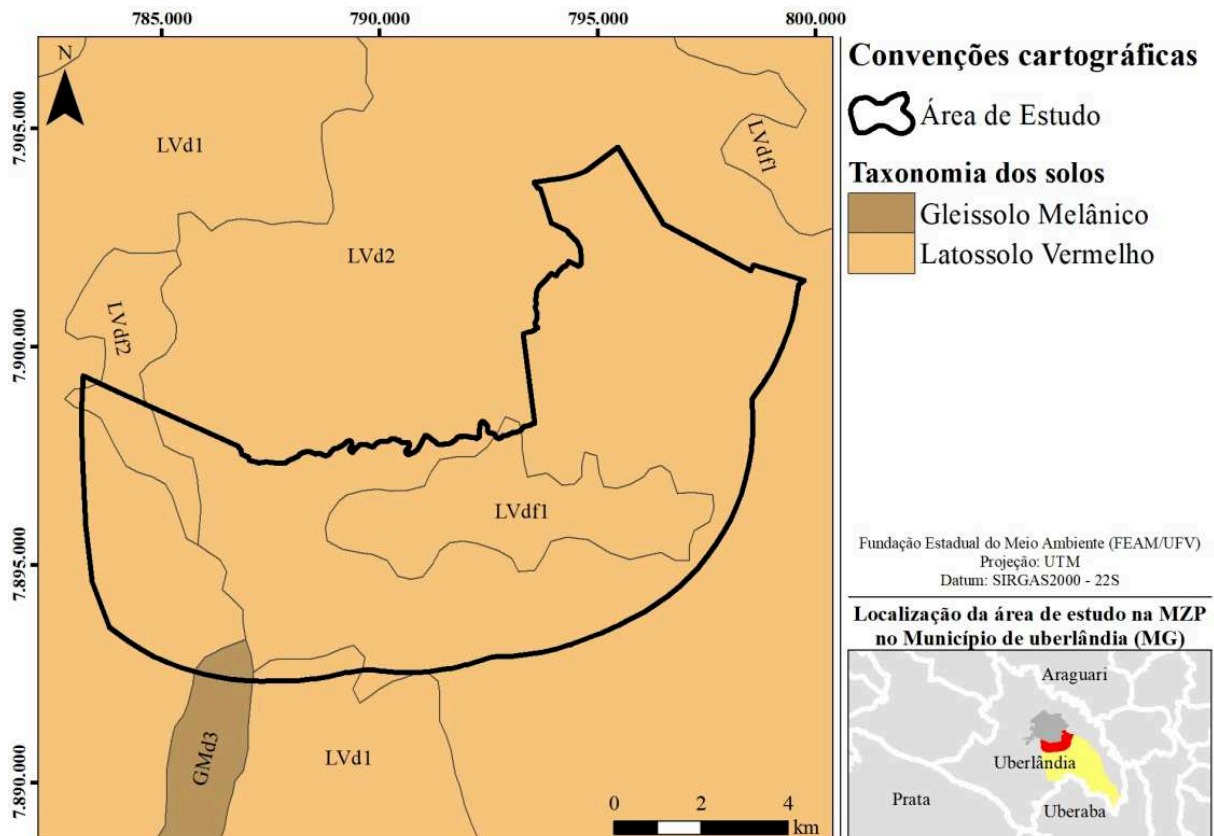 785.000
790.000
795.000
800.000
7.905.000
7.900.000
7.895.000
7.890.000
N
LVd1
LVdf1
LVd2
LVdf2
LVdf1
GMd3
LVd1
0 2 4
km
Convenções cartográficas
Área de Estudo
Taxonomia dos solos
Gleissolo Melânico
Latossolo Vermelho
Fundação Estadual do Meio Ambiente (FEAM/UFV)
Projeção: UTM
Datum: SIRGAS2000 - 22S
Localização da área de estudo na MZP
no Município de uberlândia (MG)
Araguari
Uberlândia
Prata
Uberaba